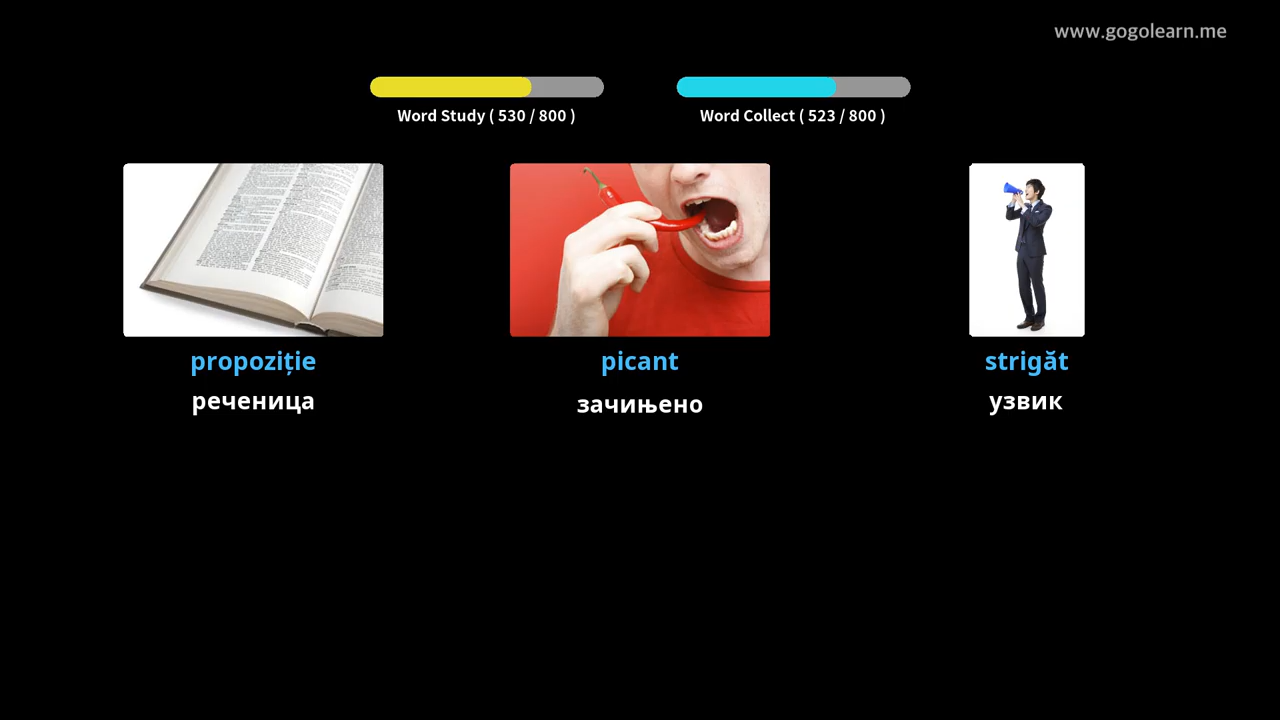 www.gogolearn.me
Word Study ( 530 / 800 )
Word Collect ( 523 / 800 )
propoziție
picant
strigăt
реченица
зачињено
узвик